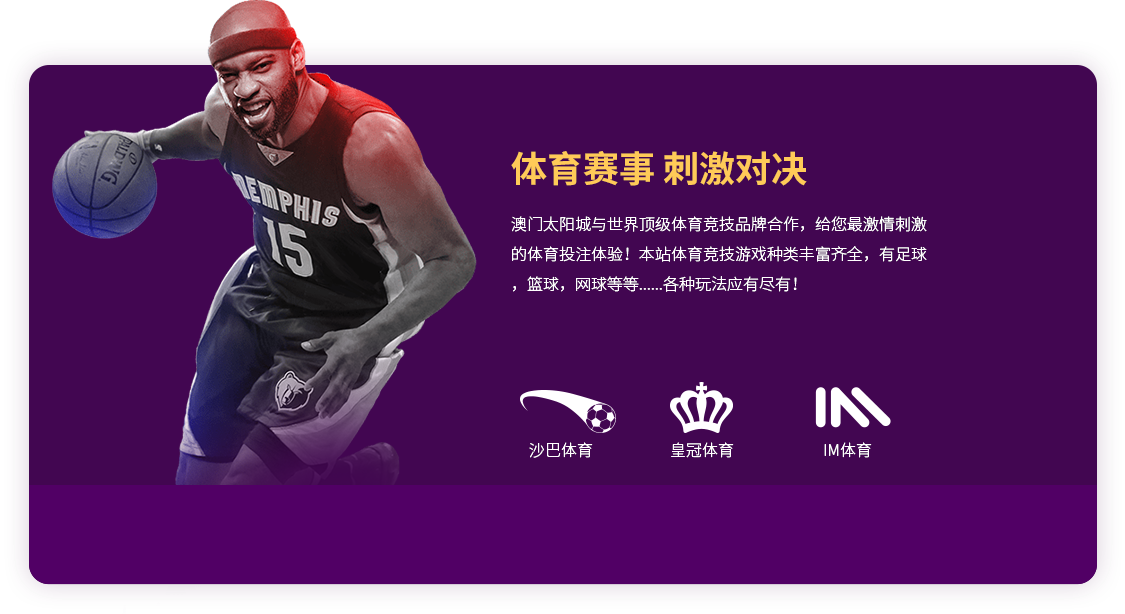 体育赛事 刺激对决
澳门太阳城与世界顶级体育竞技品牌合作，给您最激情刺激
的体育投注体验！本站体育竞技游戏种类丰富齐全，有足球
，篮球，网球等等......各种玩法应有尽有！
SPALDING
MEMPHIS
15
沙巴体育
皇冠体育
IM体育